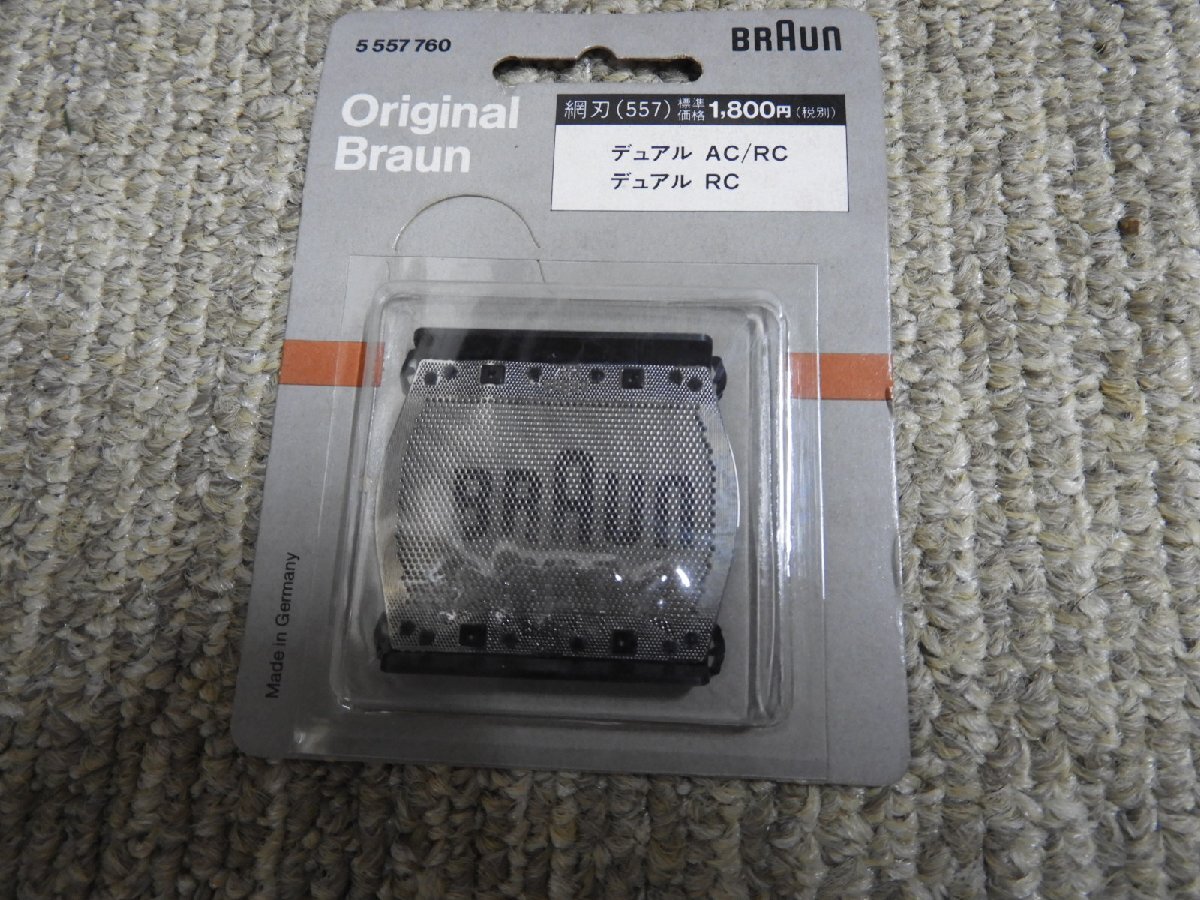 5 557 760
BRAUN
Original
Braun
網刃(557) 標準価格 1,800円(税別)
デュアル AC/RC
デュアル RC
BRAUN
Made in Germany